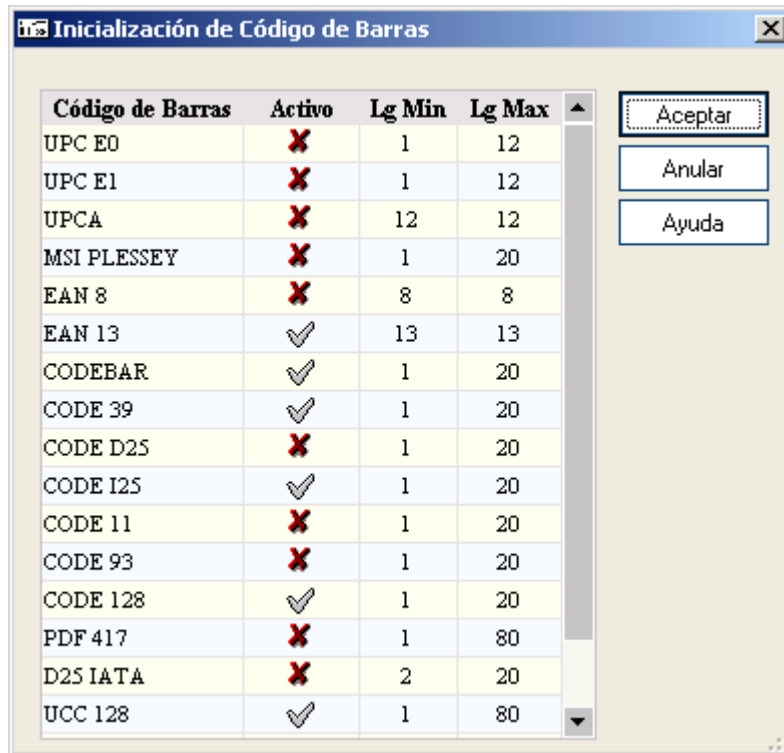 Inicialización de Código de Barras
Código de Barras Activo Lg Min Lg Max
UPC E0 1 12
UPC E1 1 12
UPCA 12 12
MSI PLESSEY 1 20
EAN 8 8 8
EAN 13 13 13
CODEBAR 1 20
CODE 39 1 20
CODE D25 1 20
CODE I25 1 20
CODE 11 1 20
CODE 93 1 20
CODE 128 1 20
PDF 417 1 80
D25 IATA 2 20
UCC 128 1 80
Aceptar
Anular
Ayuda